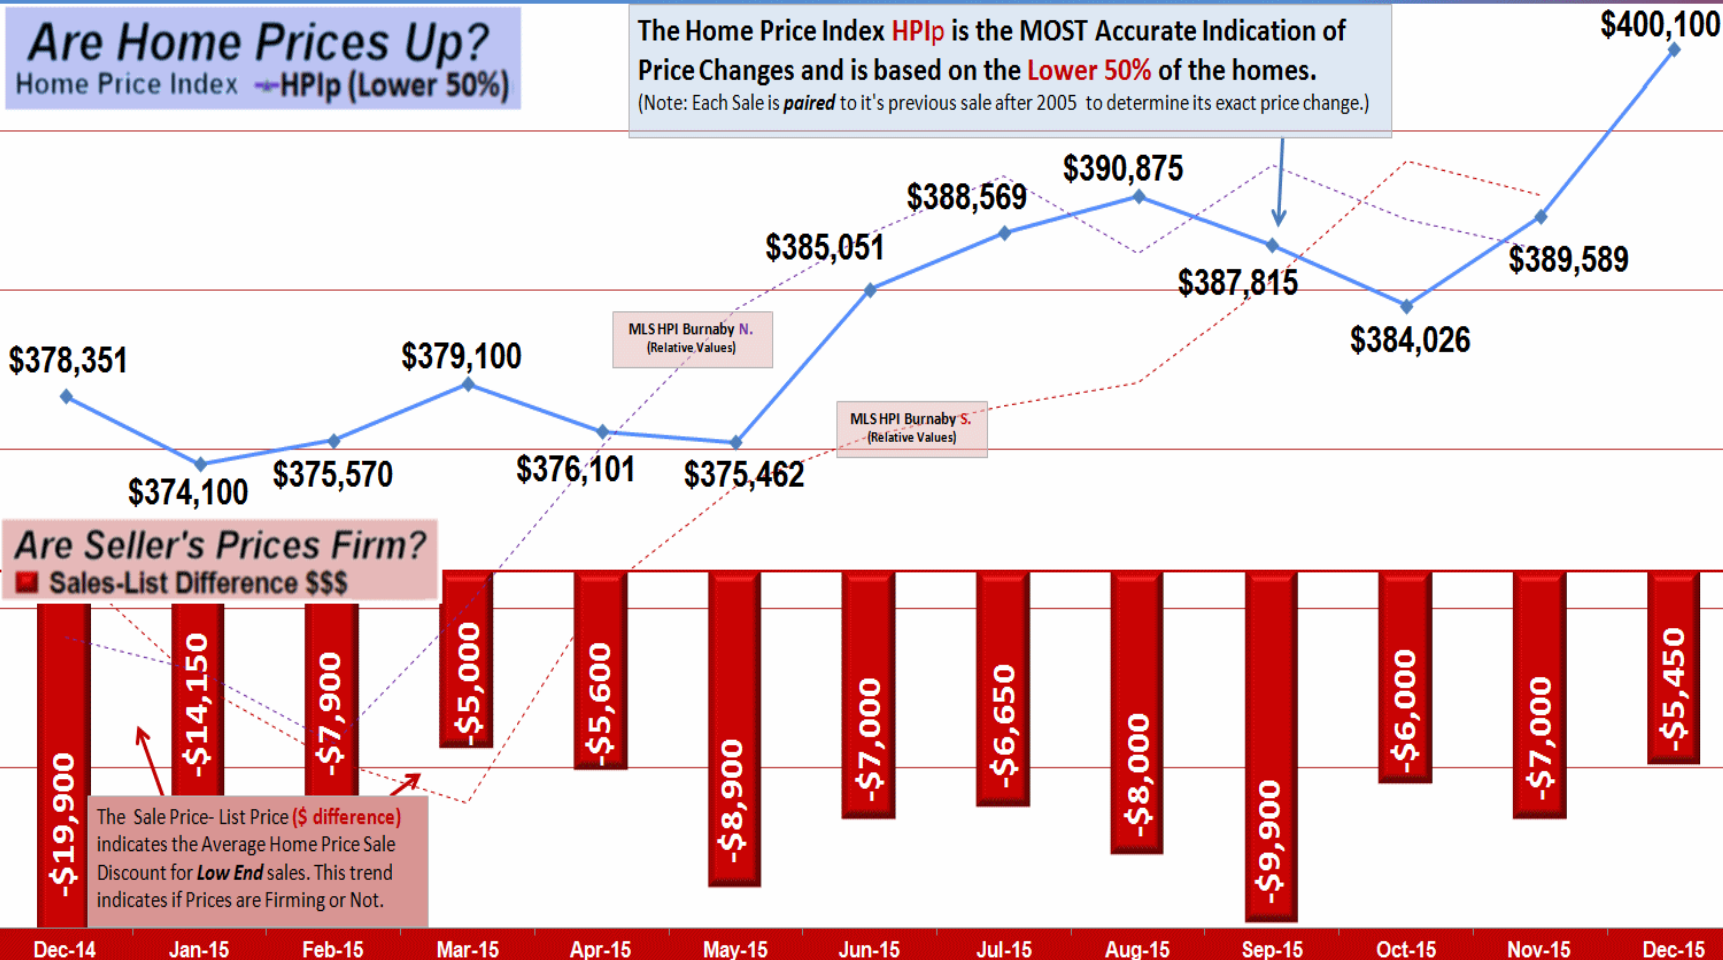 Are Home Prices Up?
Home Price Index HPIp (Lower 50%)
The Home Price Index HPIp is the MOST Accurate Indication of
Price Changes and is based on the Lower 50% of the homes.
(Note: Each Sale is paired to it's previous sale after 2005 to determine its exact price change.)
$400,100
$390,875
$388,569
$385,051
$387,815
$389,589
MLS HPI Burnaby N.
(Relative Values)
$384,026
$378,351
$379,100
MLS HPI Burnaby S.
(Relative Values)
$374,100
$375,570
$376,101
$375,462
Are Seller's Prices Firm?
Sales-List Difference $$$
-$19,900
-$14,150
-$7,900
-$5,000
-$5,600
-$8,900
-$7,000
-$6,650
-$8,000
-$9,900
-$6,000
-$7,000
-$5,450
The Sale Price- List Price ($ difference)
indicates the Average Home Price Sale
Discount for Low End sales. This trend
indicates if Prices are Firming or Not.
Dec-14 Jan-15 Feb-15 Mar-15 Apr-15 May-15 Jun-15 Jul-15 Aug-15 Sep-15 Oct-15 Nov-15 Dec-15